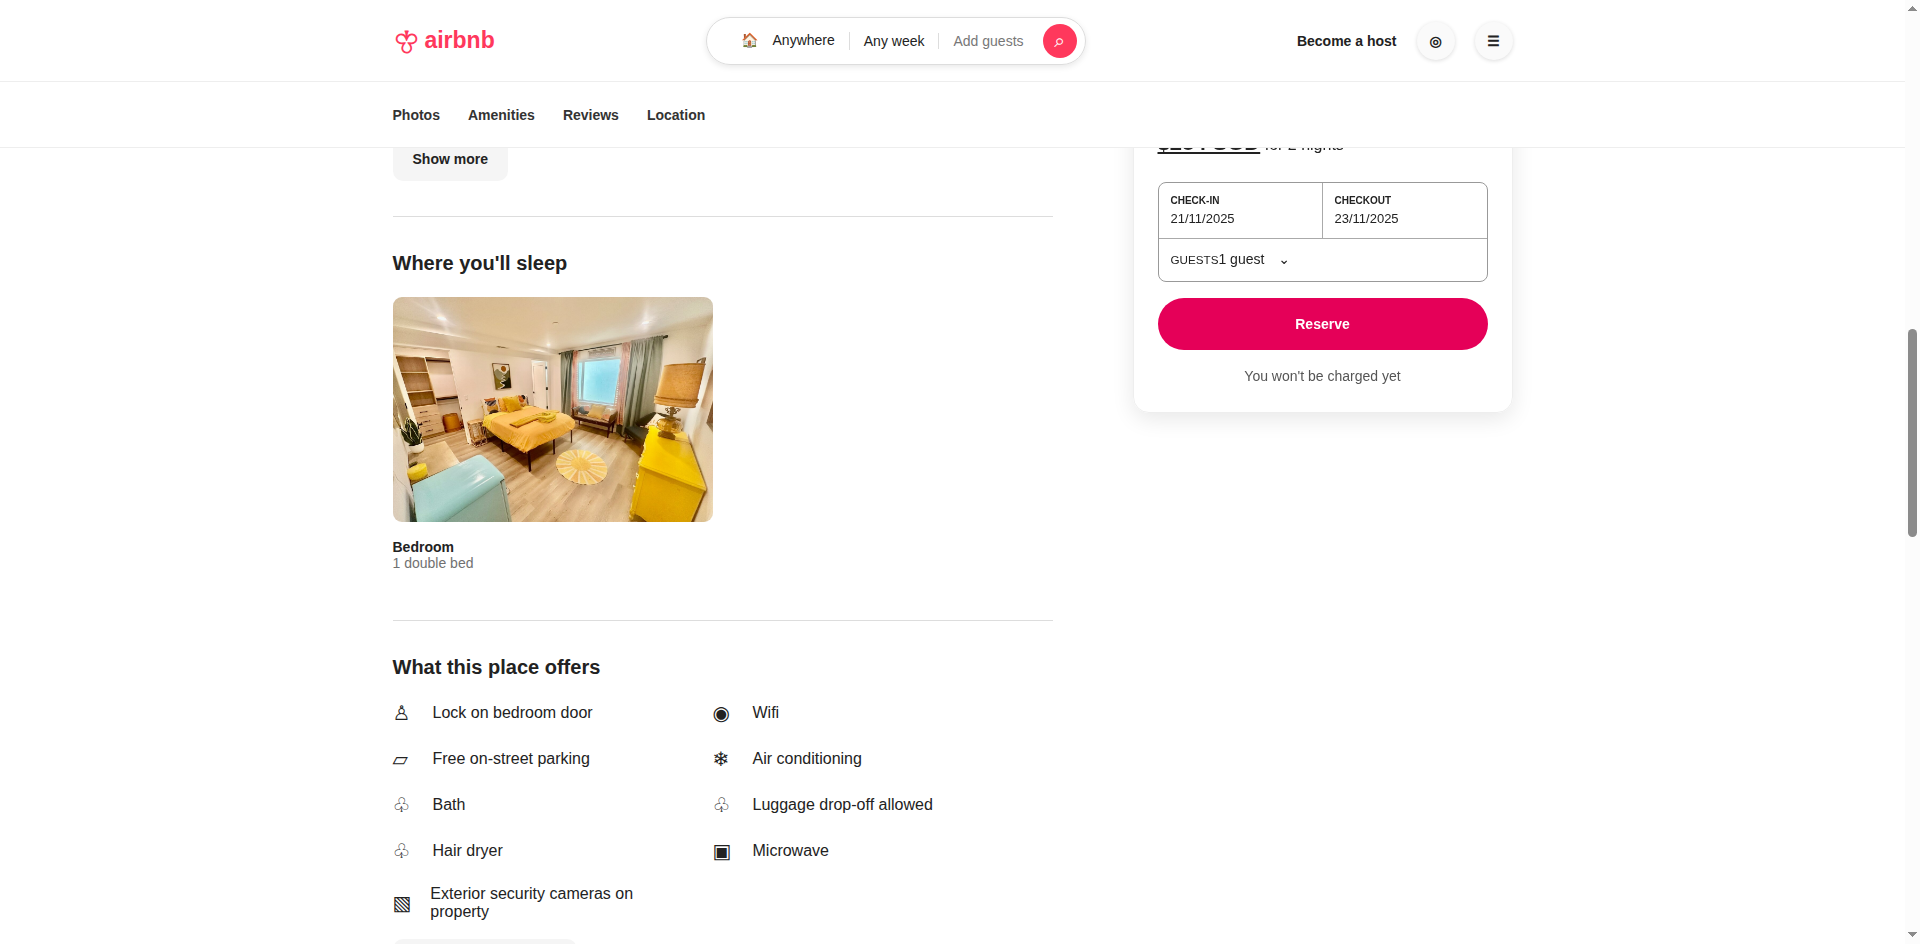 airbnb
Anywhere
Any week
Add guests
Become a host
Photos
Amenities
Reviews
Location
Show more
for 2 nights
CHECK-IN
21/11/2025
CHECKOUT
23/11/2025
GUESTS1 guest
Reserve
You won't be charged yet
Where you'll sleep
Bedroom
1 double bed
What this place offers
Lock on bedroom door
Wifi
Free on-street parking
Air conditioning
Bath
Luggage drop-off allowed
Hair dryer
Microwave
Exterior security cameras on
property